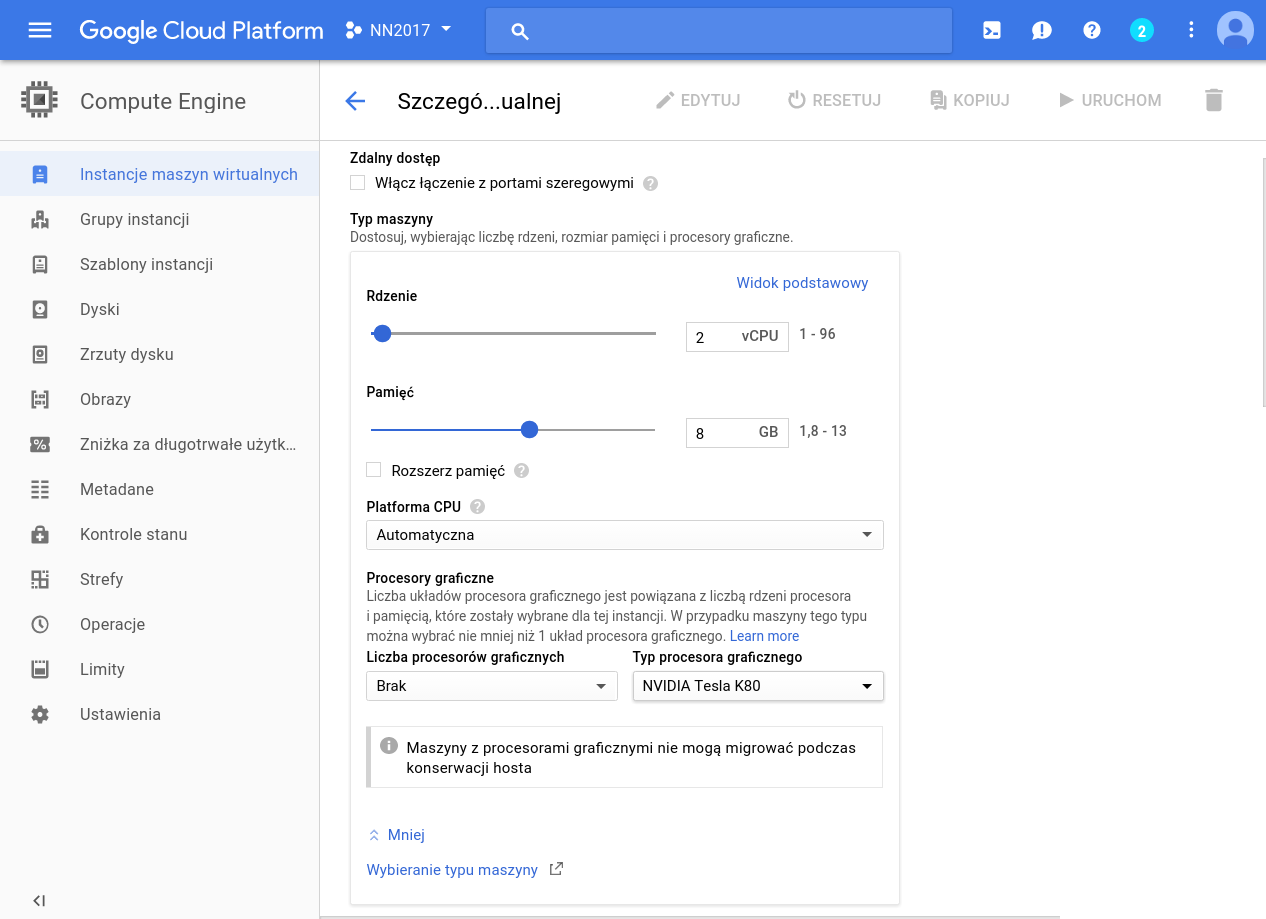 Google Cloud Platform
NN2017
2
Compute Engine
Szczegó...ualnej
EDYTUJ
RESETUJ
KOPIUJ
URUCHOM
Instancje maszyn wirtualnych
Grupy instancji
Szablony instancji
Dyski
Zrzuty dysku
Obrazy
Zniżka za długotrwałe użytk...
Metadane
Kontrole stanu
Strefy
Operacje
Limity
Ustawienia
Zdalny dostęp
Włącz łączenie z portami szeregowymi
Typ maszyny
Dostosuj, wybierając liczbę rdzeni, rozmiar pamięci i procesory graficzne.
Widok podstawowy
Rdzenie
2 vCPU 1 - 96
Pamięć
8 GB 1,8 - 13
Rozszerz pamięć
Platforma CPU
Automatyczna
Procesory graficzne
Liczba układów procesora graficznego jest powiązana z liczbą rdzeni procesora
i pamięcią, które zostały wybrane dla tej instancji. W przypadku maszyny tego typu
można wybrać nie mniej niż 1 układ procesora graficznego. Learn more
Liczba procesorów graficznych Typ procesora graficznego
Brak NVIDIA Tesla K80
Maszyny z procesorami graficznymi nie mogą migrować podczas
konserwacji hosta
Mniej
Wybieranie typu maszyny